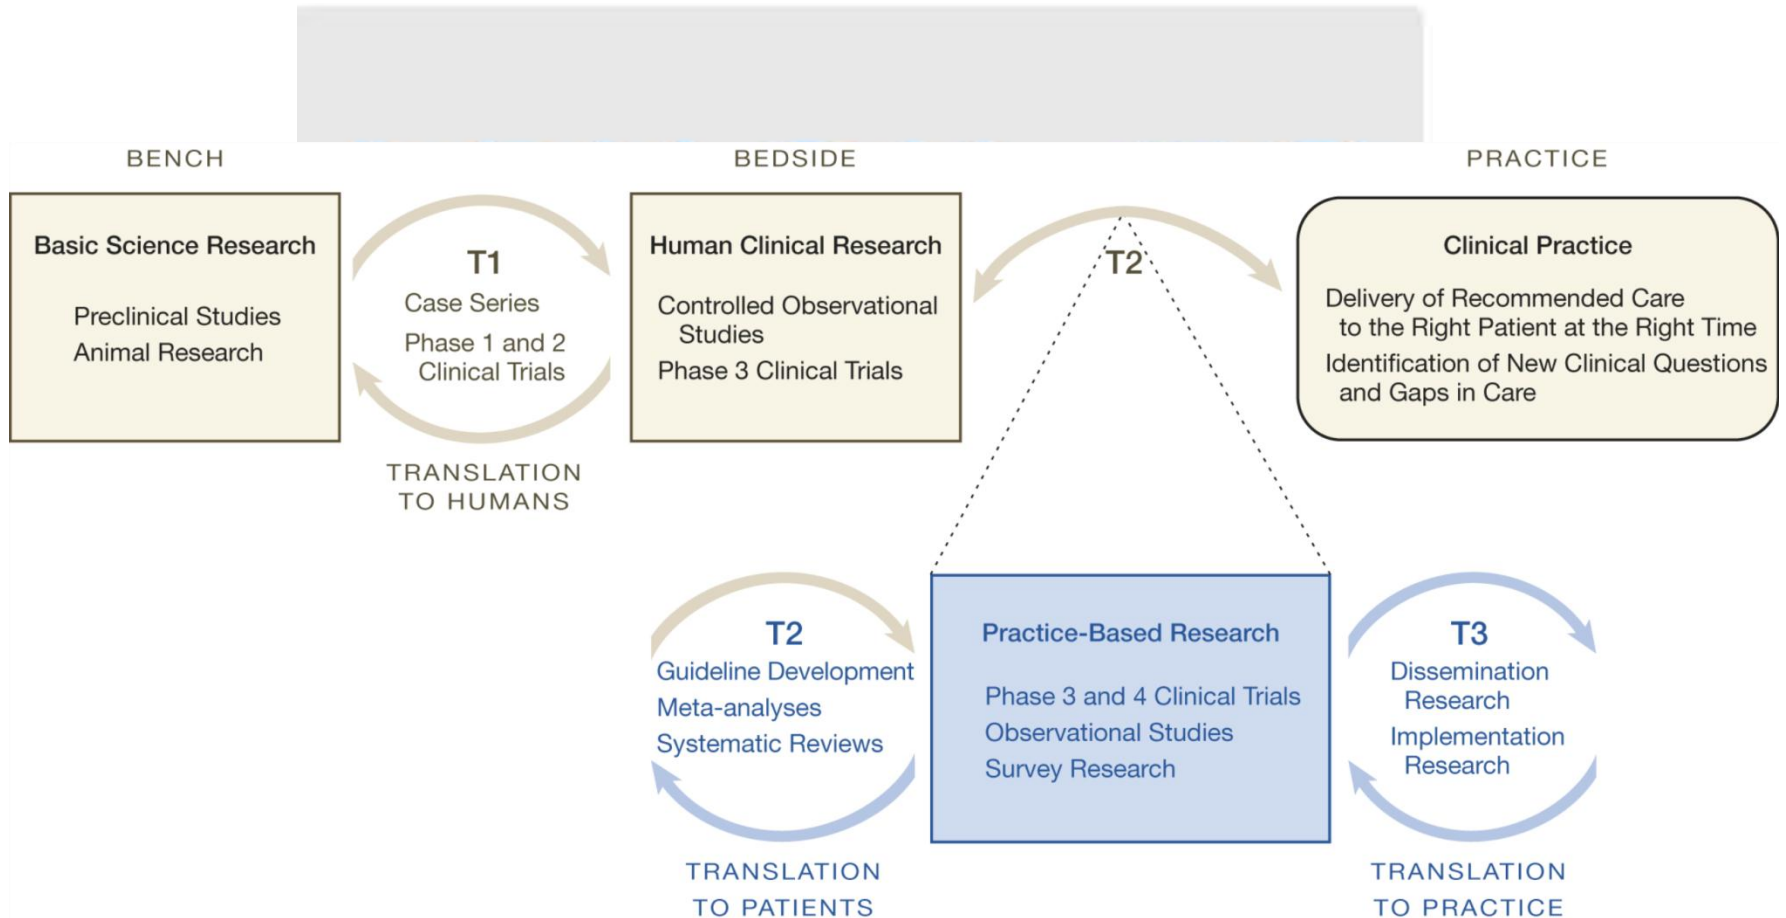 BENCH
BEDSIDE
PRACTICE
Basic Science Research
Preclinical Studies
Animal Research
T1
Case Series
Phase 1 and 2
Clinical Trials
TRANSLATION
TO HUMANS
Human Clinical Research
Controlled Observational
Studies
Phase 3 Clinical Trials
T2
Clinical Practice
Delivery of Recommended Care
to the Right Patient at the Right Time
Identification of New Clinical Questions
and Gaps in Care
T2
Guideline Development
Meta-analyses
Systematic Reviews
TRANSLATION
TO PATIENTS
Practice-Based Research
Phase 3 and 4 Clinical Trials
Observational Studies
Survey Research
T3
Dissemination
Research
Implementation
Research
TRANSLATION
TO PRACTICE